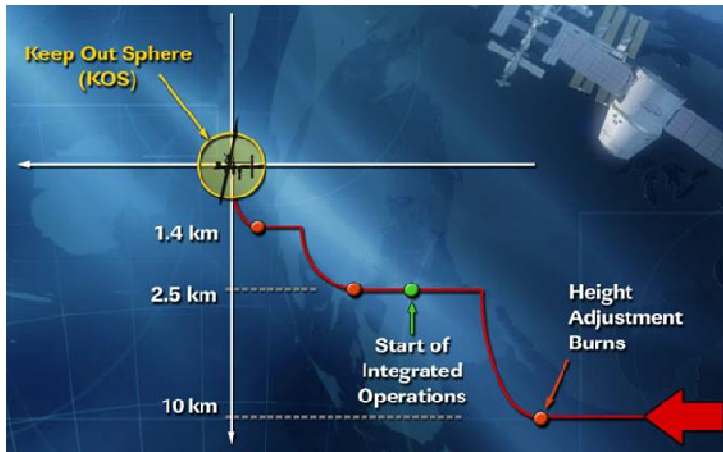 Keep Out Sphere
(KOS)
1.4 km
2.5 km
Height
Adjustment
Burns
Start of
Integrated
Operations
10 km